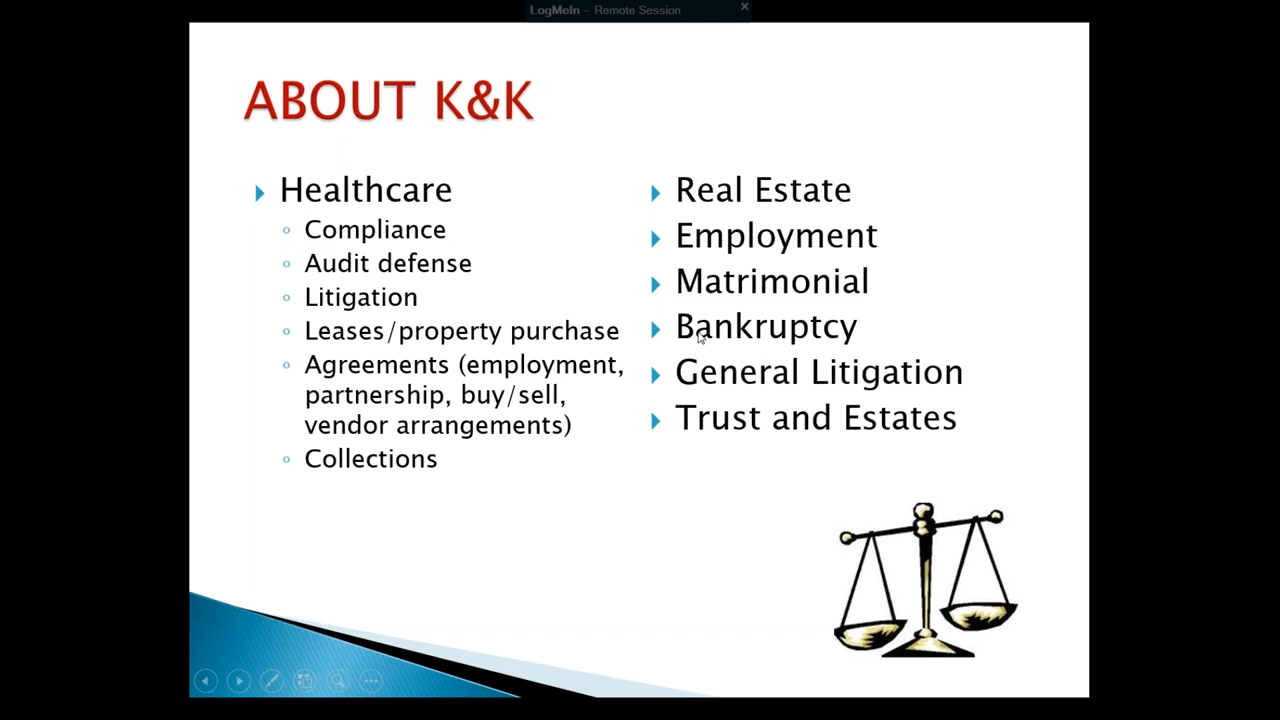 LogMeIn - Remote Session
ABOUT K&K
Healthcare
Compliance
Audit defense
Litigation
Leases/property purchase
Agreements (employment,
partnership, buy/sell,
vendor arrangements)
Collections
Real Estate
Employment
Matrimonial
Bankruptcy
General Litigation
Trust and Estates